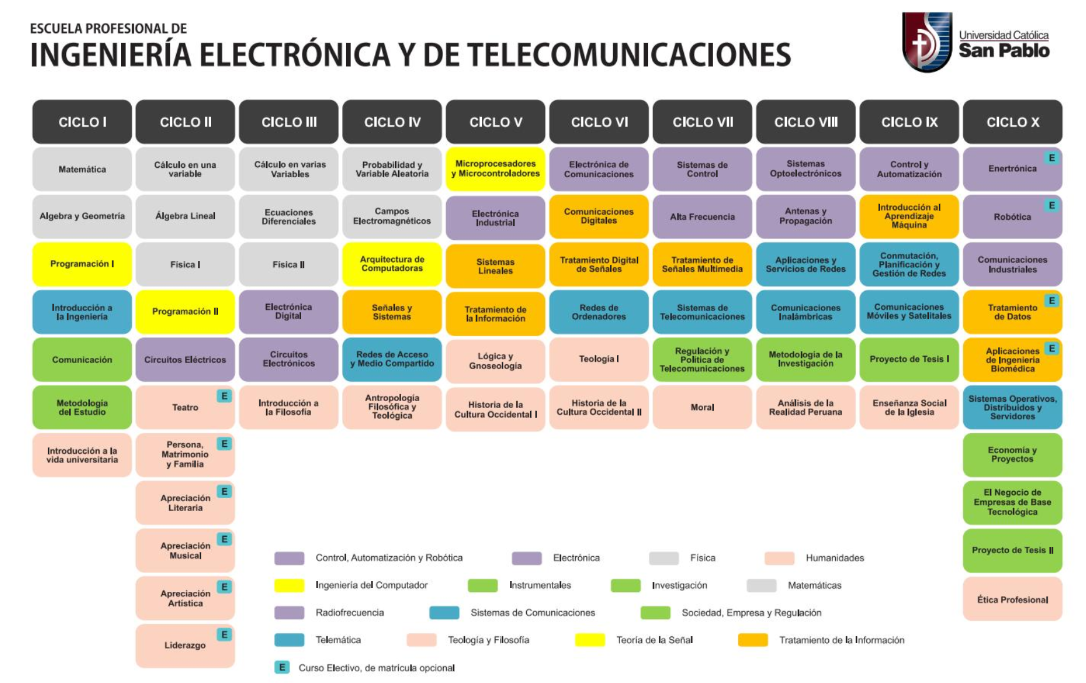 ESCUELA PROFESIONAL DE
INGENIERÍA ELECTRÓNICA Y DE TELECOMUNICACIONES
Universidad Católica
San Pablo
CICLO I
CICLO II
CICLO III
CICLO IV
CICLO V
CICLO VI
CICLO VII
CICLO VIII
CICLO IX
CICLO X
Matemática
Cálculo en una
variable
Cálculo en varias
Variables
Probabilidad y
Variable Aleatoria
Microprocesadores
y Microcontroladores
Electrónica de
Comunicaciones
Sistemas de
Control
Sistemas
Optoelectrónicos
Control y
Automatización
Enertrónica
E
Algebra y Geometría
Álgebra Lineal
Ecuaciones
Diferenciales
Campos
Electromagnéticos
Electrónica
Industrial
Comunicaciones
Digitales
Alta Frecuencia
Antenas y
Propagación
Introducción al
Aprendizaje
Máquina
Robótica
E
Programación I
Física I
Física II
Arquitectura de
Computadoras
Sistemas
Lineales
Tratamiento Digital
de Señales
Tratamiento de
Señales Multimedia
Aplicaciones y
Servicios de Redes
Conmutación,
Planificación y
Gestión de Redes
Comunicaciones
Industriales
Introducción a
la Ingenieria
Programación II
Electrónica
Digital
Señales y
Sistemas
Tratamiento de
la Información
Redes de
Ordenadores
Sistemas de
Telecomunicaciones
Comunicaciones
Inalámbricas
Comunicaciones
Móviles y Satelitales
Tratamiento
de Datos
E
Comunicación
Circuitos Eléctricos
Circuitos
Electrónicos
Redes de Acceso
y Medio Compartido
Lógica y
Gnoseología
Teología I
Regulación y
Política de
Telecomunicaciones
Metodología de la
Investigación
Proyecto de Tesis I
Aplicaciones
de Ingeniería
Biomédica
E
Metodología
del Estudio
Teatro
E
Introducción a
la Filosofía
Antropología
Filosófica y
Teológica
Historia de la
Cultura Occidental I
Historia de la
Cultura Occidental II
Moral
Análisis de la
Realidad Peruana
Enseñanza Social
de la Iglesia
Sistemas Operativos,
Distribuidos y
Servidores
Introducción a la
vida universitaria
Persona,
Matrimonio
y Familia
E
Economía y
Proyectos
Apreciación
Literaria
E
El Negocio de
Empresas de Base
Tecnológica
Apreciación
Musical
E
Proyecto de Tesis II
Apreciación
Artística
E
Ética Profesional
Liderazgo
E
Control, Automatización y Robótica
Electrónica
Física
Humanidades
Ingeniería del Computador
Instrumentales
Investigación
Matemáticas
Radiofrecuencia
Sistemas de Comunicaciones
Sociedad, Empresa y Regulación
Telemática
Teología y Filosofía
Teoría de la Señal
Tratamiento de la Información
E Curso Electivo, de matrícula opcional